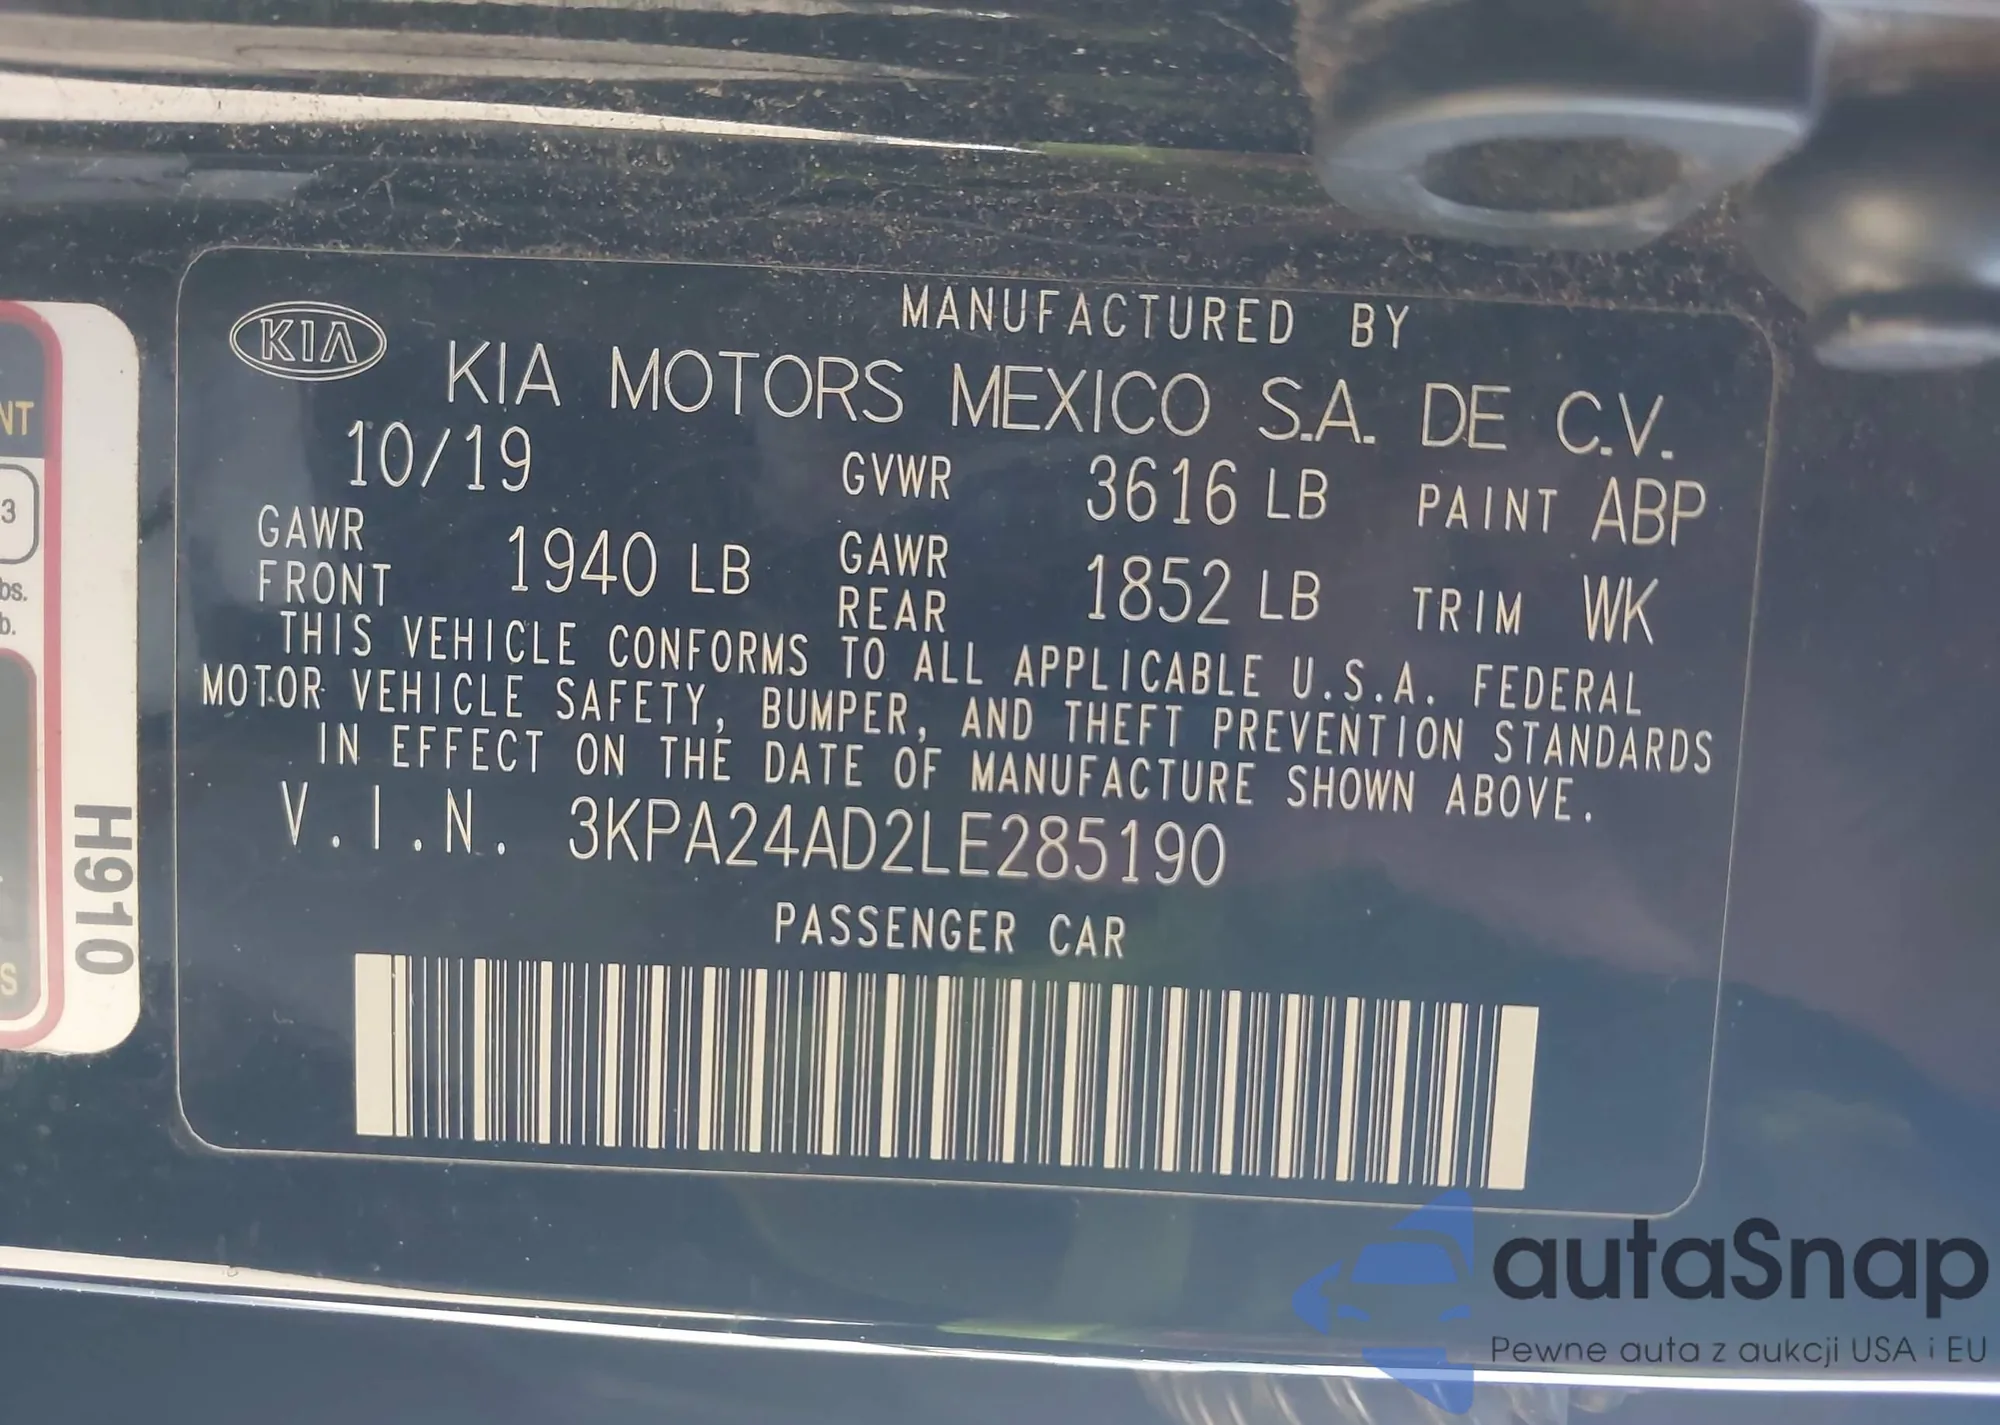 MANUFACTURED BY
KIA
KIA MOTORS MEXICO S.A. DE C.V.
10/19 GVWR 3616 LB PAINT ABP
GAWR FRONT 1940 LB GAWR REAR 1852 LB TRIM WK
THIS VEHICLE CONFORMS TO ALL APPLICABLE U.S.A. FEDERAL
MOTOR VEHICLE SAFETY, BUMPER, AND THEFT PREVENTION STANDARDS
IN EFFECT ON THE DATE OF MANUFACTURE SHOWN ABOVE.
V.I.N. 3KPA24AD2LE285190
PASSENGER CAR
NT
3
bs.
b.
S
H910
autaSnap
Pewne auta z aukcji USA i EU